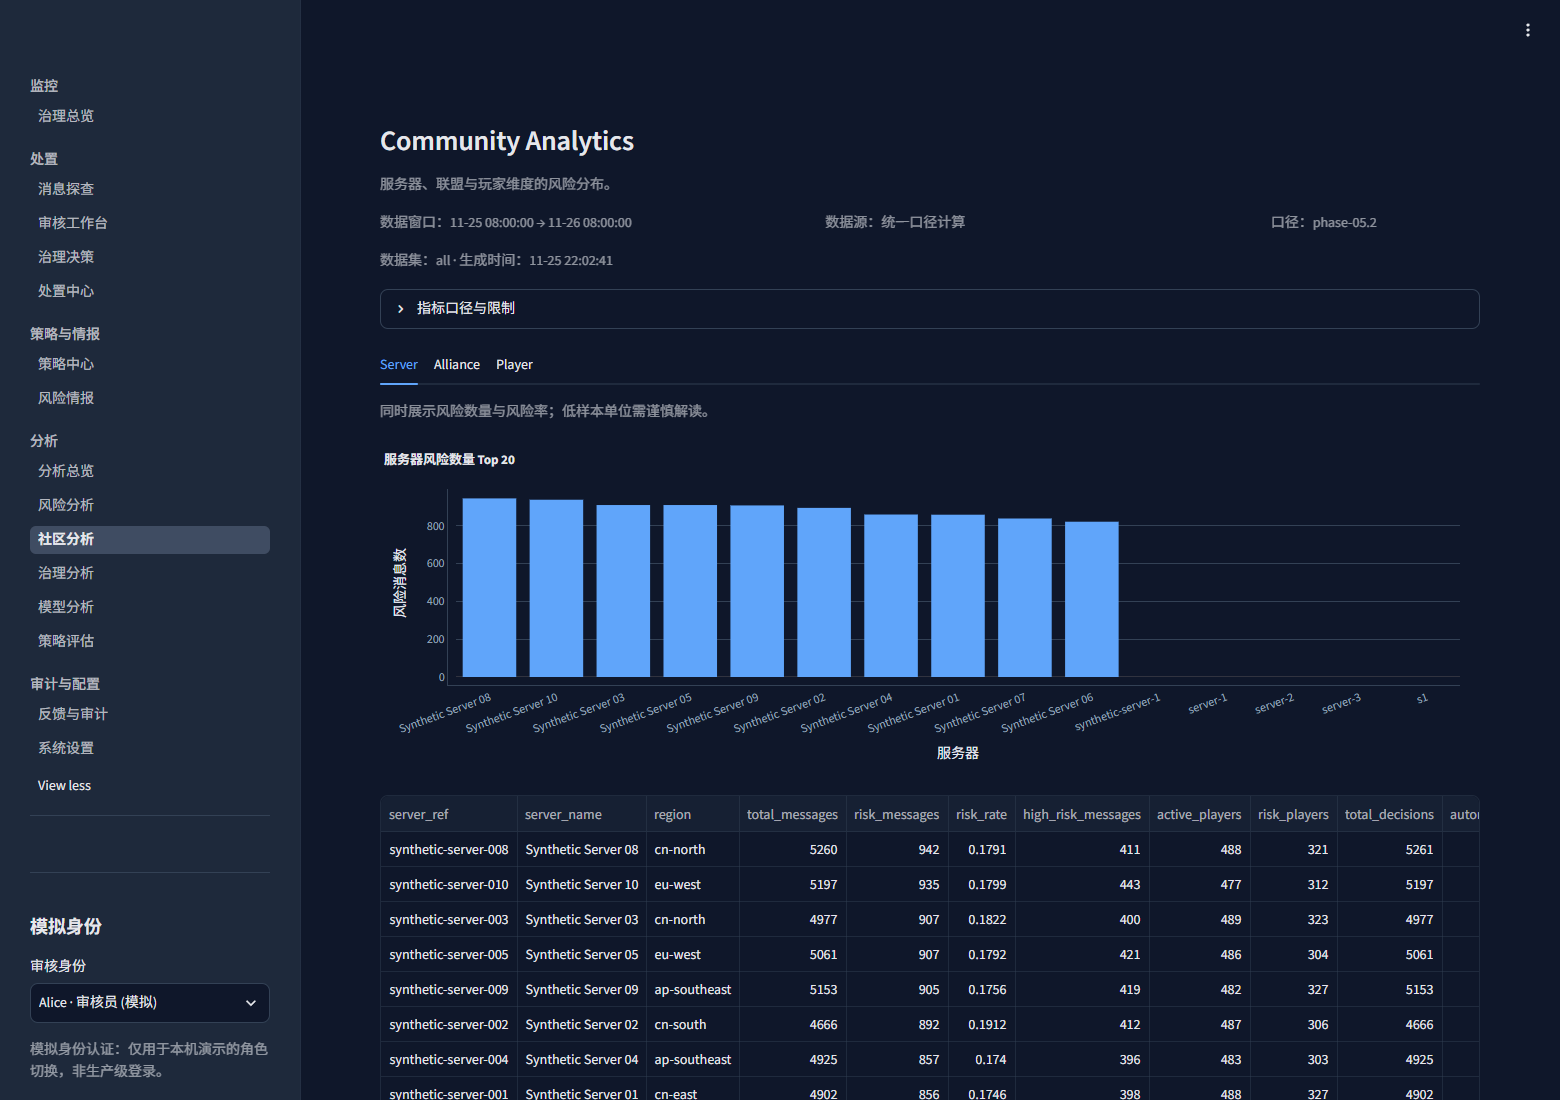 监控
治理总览
处置
消息探查
审核工作台
治理决策
处置中心
策略与情报
策略中心
风险情报
分析
分析总览
风险分析
社区分析
治理分析
模型分析
策略评估
审计与配置
反馈与审计
系统设置
View less
模拟身份
审核身份
Alice · 审核员 (模拟)
模拟身份认证：仅用于本机演示的角色
切换，非生产级登录。
Community Analytics
服务器、联盟与玩家维度的风险分布。
数据窗口：11-25 08:00:00 → 11-26 08:00:00 数据源：统一口径计算 口径：phase-05.2
数据集：all · 生成时间：11-25 22:02:41
指标口径与限制
Server Alliance Player
同时展示风险数量与风险率；低样本单位需谨慎解读。
服务器风险数量 Top 20
风险消息数
800
600
400
200
0
Synthetic Server 08 Synthetic Server 10 Synthetic Server 03 Synthetic Server 05 Synthetic Server 09 Synthetic Server 02 Synthetic Server 04 Synthetic Server 01 Synthetic Server 07 Synthetic Server 06 synthetic-server-1 server-1 server-2 server-3 s1
服务器
server_ref server_name region total_messages risk_messages risk_rate high_risk_messages active_players risk_players total_decisions autor
synthetic-server-008 Synthetic Server 08 cn-north 5260 942 0.1791 411 488 321 5261
synthetic-server-010 Synthetic Server 10 eu-west 5197 935 0.1799 443 477 312 5197
synthetic-server-003 Synthetic Server 03 cn-north 4977 907 0.1822 400 489 323 4977
synthetic-server-005 Synthetic Server 05 eu-west 5061 907 0.1792 421 486 304 5061
synthetic-server-009 Synthetic Server 09 ap-southeast 5153 905 0.1756 419 482 327 5153
synthetic-server-002 Synthetic Server 02 cn-south 4666 892 0.1912 412 487 306 4666
synthetic-server-004 Synthetic Server 04 ap-southeast 4925 857 0.174 396 483 303 4925
synthetic-server-001 Synthetic Server 01 cn-east 4902 856 0.1746 398 488 327 4902